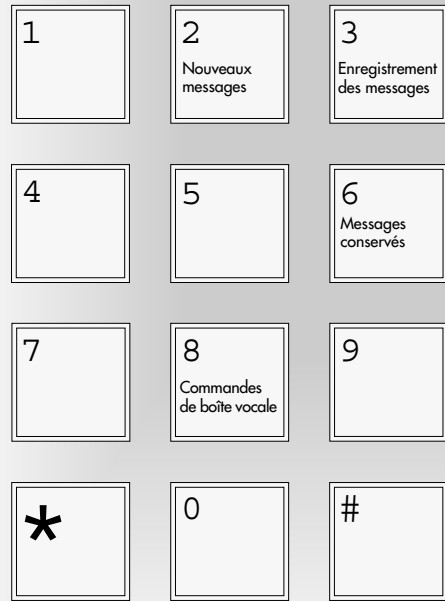 1
2
Nouveaux
messages
3
Enregistrement
des messages
4
5
6
Messages
conservés
7
8
Commandes
de boîte vocale
9
*
0
#